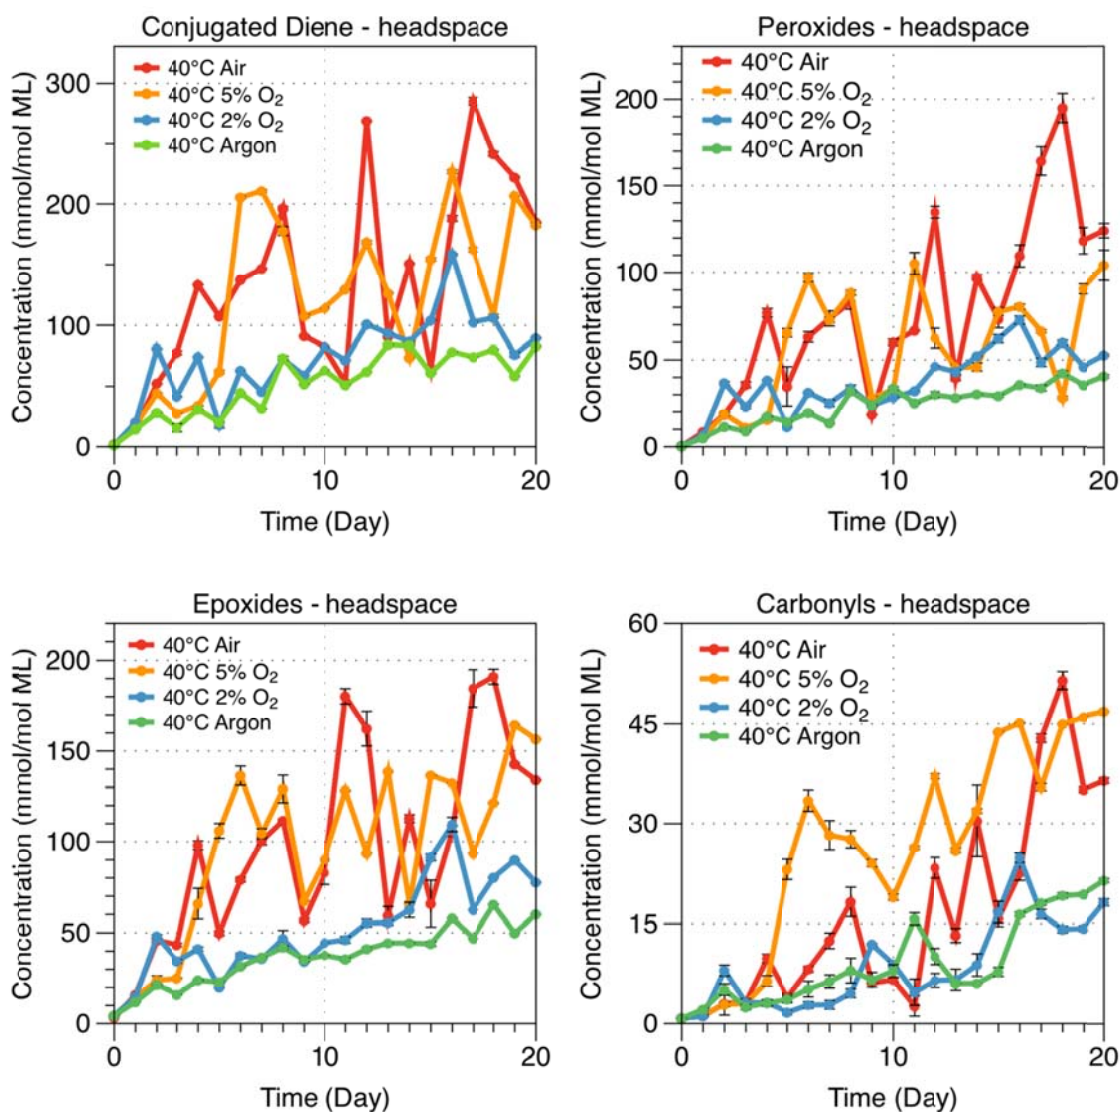 Conjugated Diene - headspace
Concentration (mmol/mol ML)
300
200
100
0
40°C Air
40°C 5% O₂
40°C 2% O₂
40°C Argon
0 10 20
Time (Day)
Peroxides - headspace
Concentration (mmol/mol ML)
200
150
100
50
0
40°C Air
40°C 5% O₂
40°C 2% O₂
40°C Argon
0 10 20
Time (Day)
Epoxides - headspace
Concentration (mmol/mol ML)
200
150
100
50
0
40°C Air
40°C 5% O₂
40°C 2% O₂
40°C Argon
0 10 20
Time (Day)
Carbonyls - headspace
Concentration (mmol/mol ML)
60
45
30
15
0
40°C Air
40°C 5% O₂
40°C 2% O₂
40°C Argon
0 10 20
Time (Day)